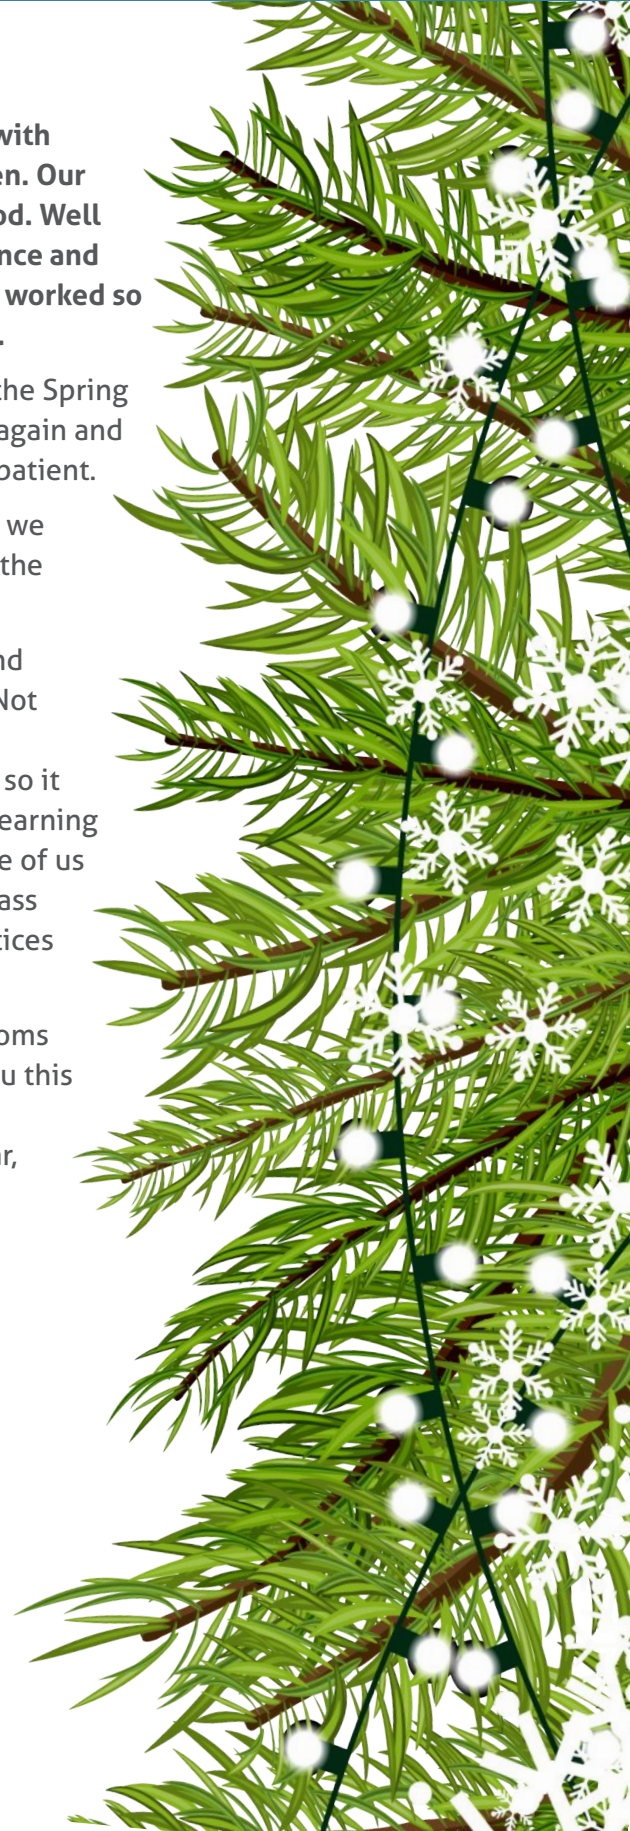 with
en. Our
od. Well
nce and
worked so
.
the Spring
again and
patient.
we
the
nd
Not
so it
earning
e of us
ass
tices
oms
u this
r,